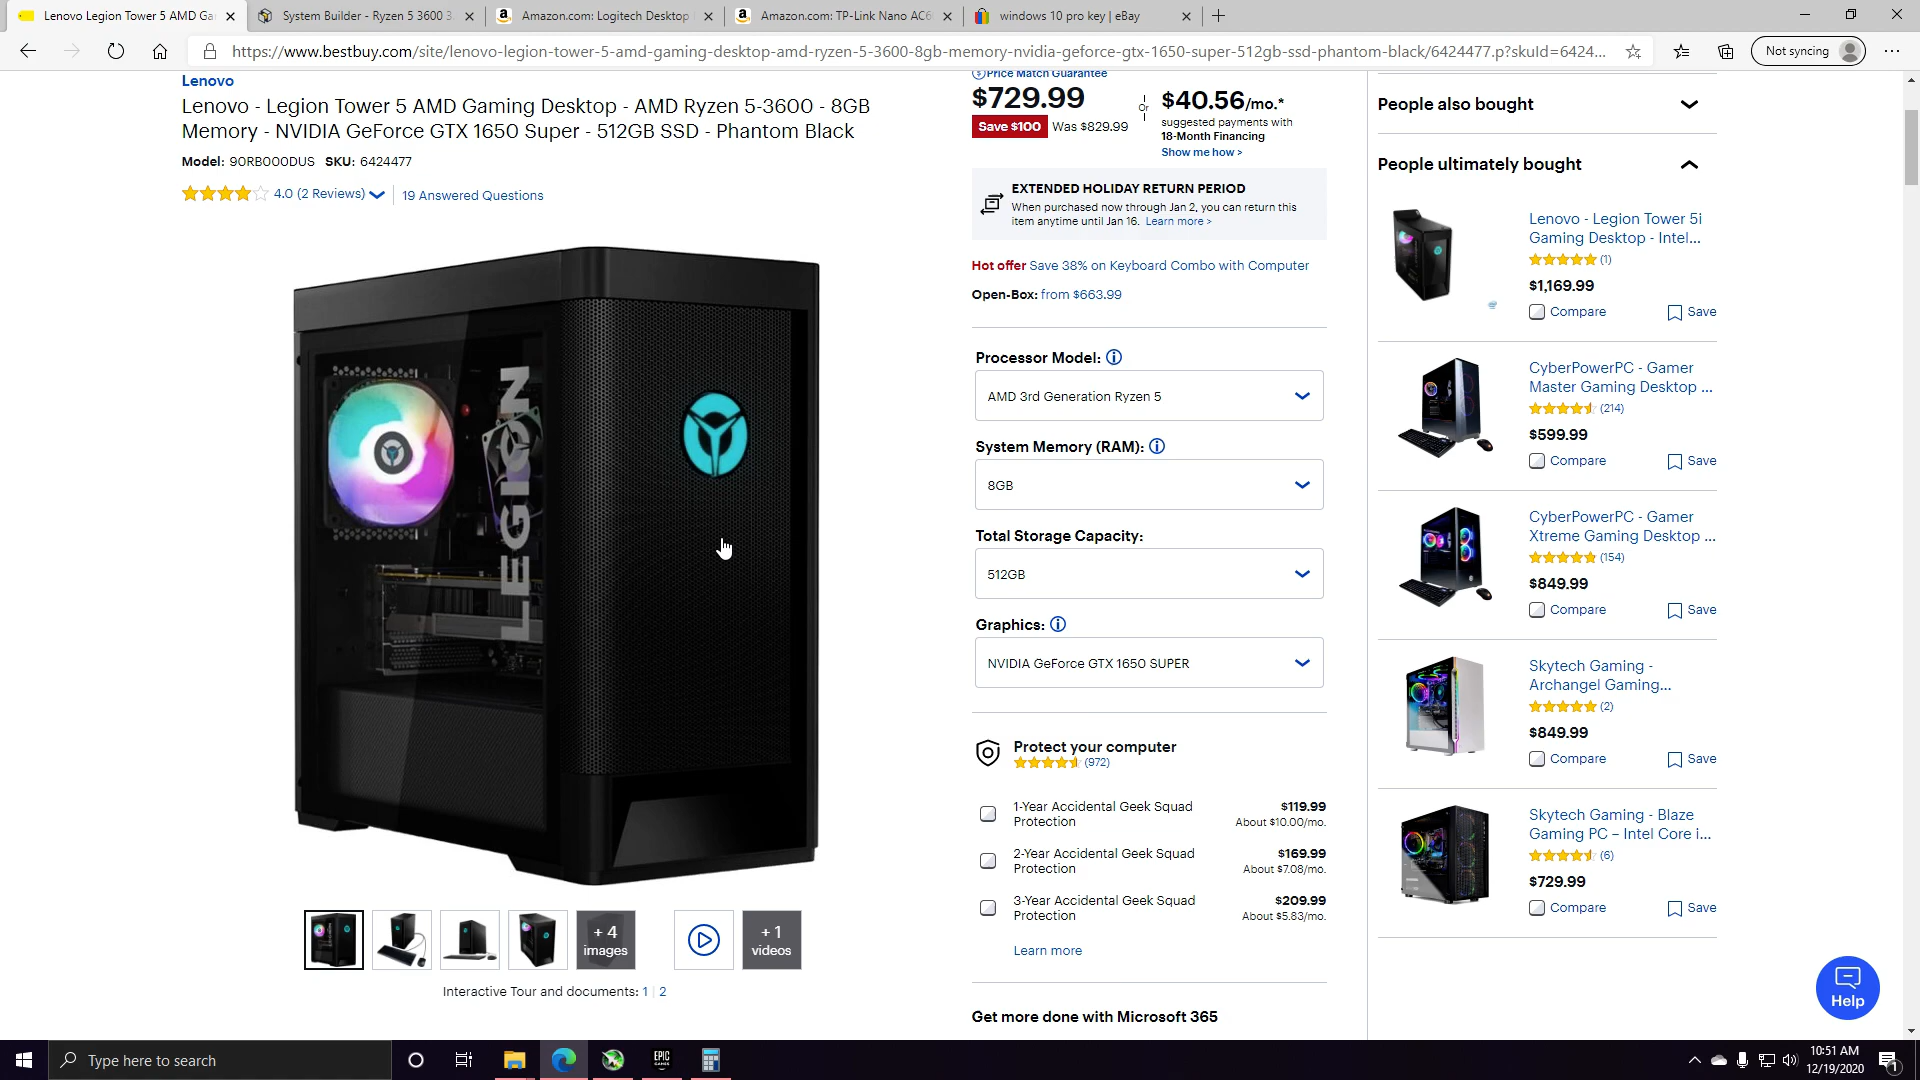 Lenovo Legion Tower 5 AMD Ga
System Builder - Ryzen 5 3600 3
Amazon.com: Logitech Desktop
Amazon.com: TP-Link Nano AC6
windows 10 pro key | eBay
https://www.bestbuy.com/site/lenovo-legion-tower-5-amd-gaming-desktop-amd-ryzen-5-3600-8gb-memory-nvidia-geforce-gtx-1650-super-512gb-ssd-phantom-black/6424477.p?skuId=6424...
Not syncing
Lenovo
Lenovo - Legion Tower 5 AMD Gaming Desktop - AMD Ryzen 5-3600 - 8GB
Memory - NVIDIA GeForce GTX 1650 Super - 512GB SSD - Phantom Black
Model: 90RB000DUS SKU: 6424477
4.0 (2 Reviews)
19 Answered Questions
LEGION
+ 4
images
+ 1
videos
Interactive Tour and documents: 1 | 2
Price Match Guarantee
$729.99
Save $100 Was $829.99
Or
$40.56/mo.*
suggested payments with
18-Month Financing
Show me how >
EXTENDED HOLIDAY RETURN PERIOD
When purchased now through Jan 2, you can return this
item anytime until Jan 16. Learn more >
Hot offer Save 38% on Keyboard Combo with Computer
Open-Box: from $663.99
Processor Model:
AMD 3rd Generation Ryzen 5
System Memory (RAM):
8GB
Total Storage Capacity:
512GB
Graphics:
NVIDIA GeForce GTX 1650 SUPER
Protect your computer
(972)
1-Year Accidental Geek Squad
Protection
$119.99
About $10.00/mo.
2-Year Accidental Geek Squad
Protection
$169.99
About $7.08/mo.
3-Year Accidental Geek Squad
Protection
$209.99
About $5.83/mo.
Learn more
Get more done with Microsoft 365
People also bought
People ultimately bought
Lenovo - Legion Tower 5i
Gaming Desktop - Intel...
(1)
$1,169.99
Compare
Save
CyberPowerPC - Gamer
Master Gaming Desktop ...
(214)
$599.99
Compare
Save
CyberPowerPC - Gamer
Xtreme Gaming Desktop ...
(154)
$849.99
Compare
Save
Skytech Gaming -
Archangel Gaming...
(2)
$849.99
Compare
Save
Skytech Gaming - Blaze
Gaming PC – Intel Core i...
(6)
$729.99
Compare
Save
Help
Type here to search
EPIC
GAMES
10:51 AM
12/19/2020
1